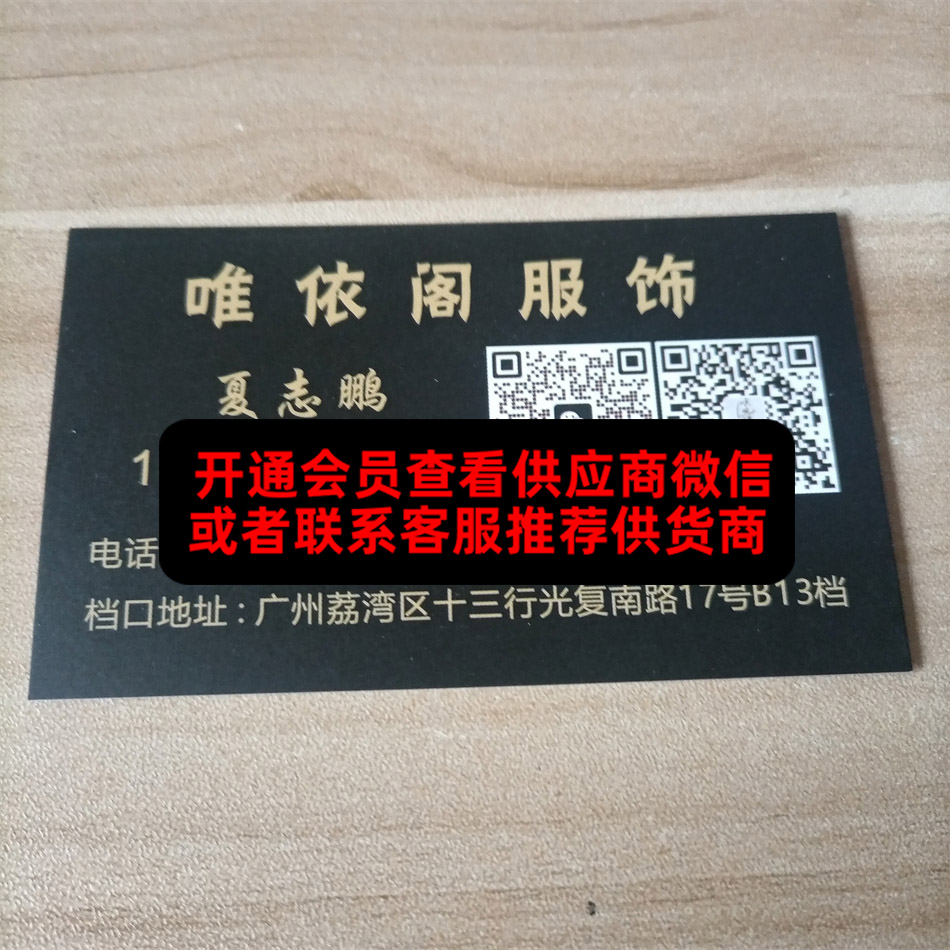 唯依阁服饰
夏志鹏
1
开通会员查看供应商微信
或者联系客服推荐供货商
电话
档口地址：广州荔湾区十三行光复南路17号B13档